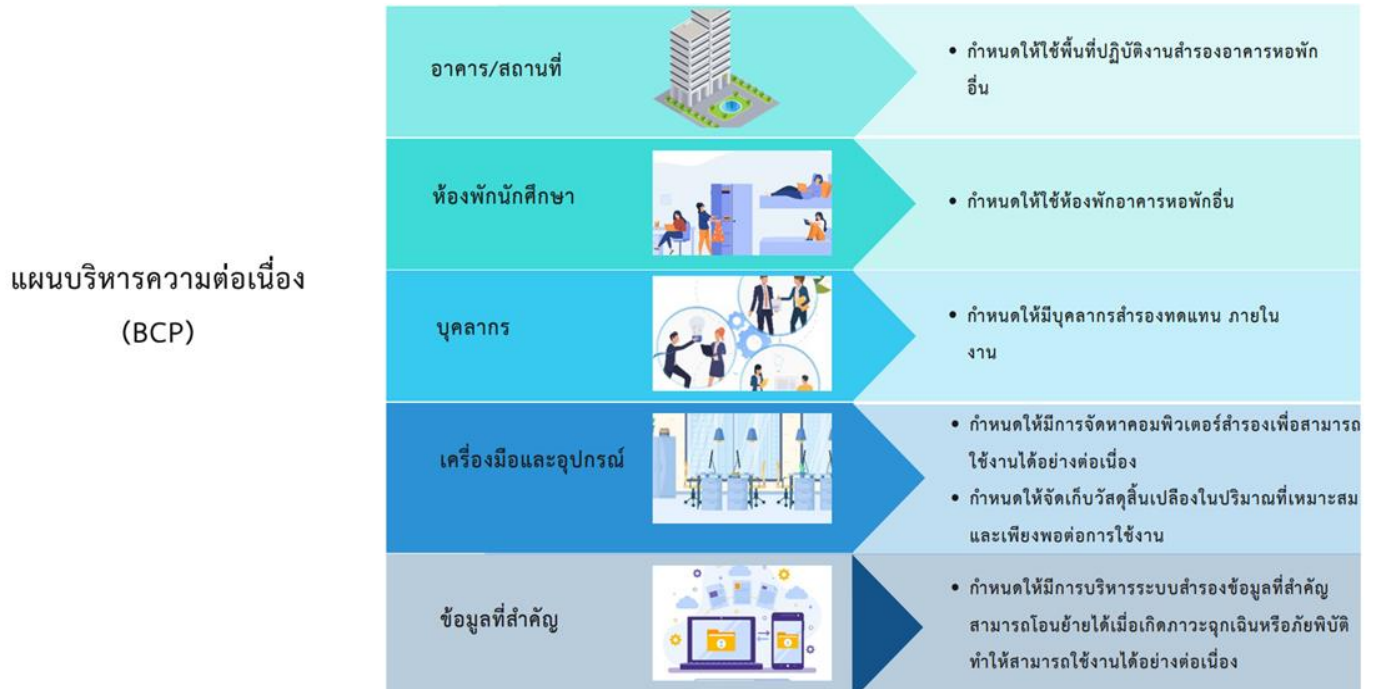 แผนบริหารความต่อเนื่อง
(BCP)
อาคาร/สถานที่
• กำหนดให้ใช้พื้นที่ปฏิบัติงานสำรองอาคารหอพัก
อื่น
ห้องพักนักศึกษา
• กำหนดให้ใช้ห้องพักอาคารหอพักอื่น
บุคลากร
• กำหนดให้มีบุคลากรสำรองทดแทน ภายใน
งาน
เครื่องมือและอุปกรณ์
• กำหนดให้มีการจัดหาคอมพิวเตอร์สำรองเพื่อสามารถ
ใช้งานได้อย่างต่อเนื่อง
• กำหนดให้จัดเก็บวัสดุสิ้นเปลืองในปริมาณที่เหมาะสม
และเพียงพอต่อการใช้งาน
ข้อมูลที่สำคัญ
• กำหนดให้มีการบริหารระบบสำรองข้อมูลที่สำคัญ
สามารถโอนย้ายได้เมื่อเกิดภาวะฉุกเฉินหรือภัยพิบัติ
ทำให้สามารถใช้งานได้อย่างต่อเนื่อง